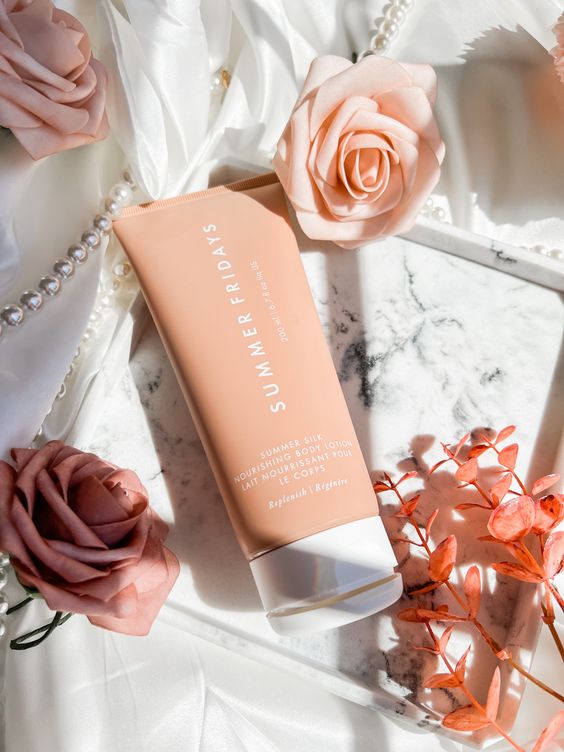 SUMMER FRIDAYS
200 ml | 6.7 fl oz liq US
SUMMER SILK
NOURISHING BODY LOTION
LAIT NOURRISSANT POUR
LE CORPS
Replenish | Régénère